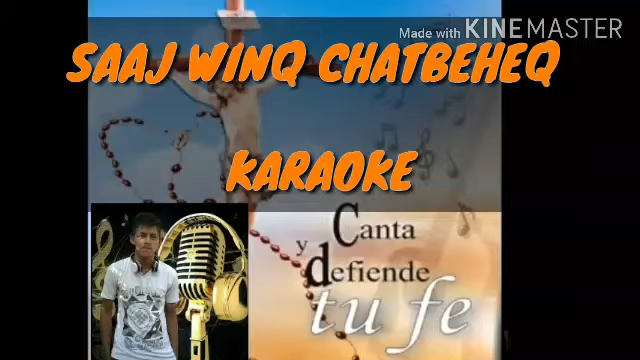 Made with KINEMASTER
SAAJ WINQ CHATBEHEQ
KARAOKE
Canta
y defiende
tu fe